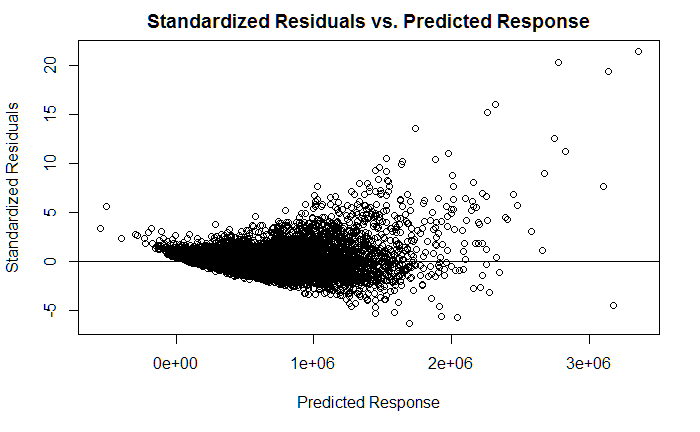 Standardized Residuals vs. Predicted Response
Standardized Residuals
20
15
10
5
0
-5
0e+00 1e+06 2e+06 3e+06
Predicted Response